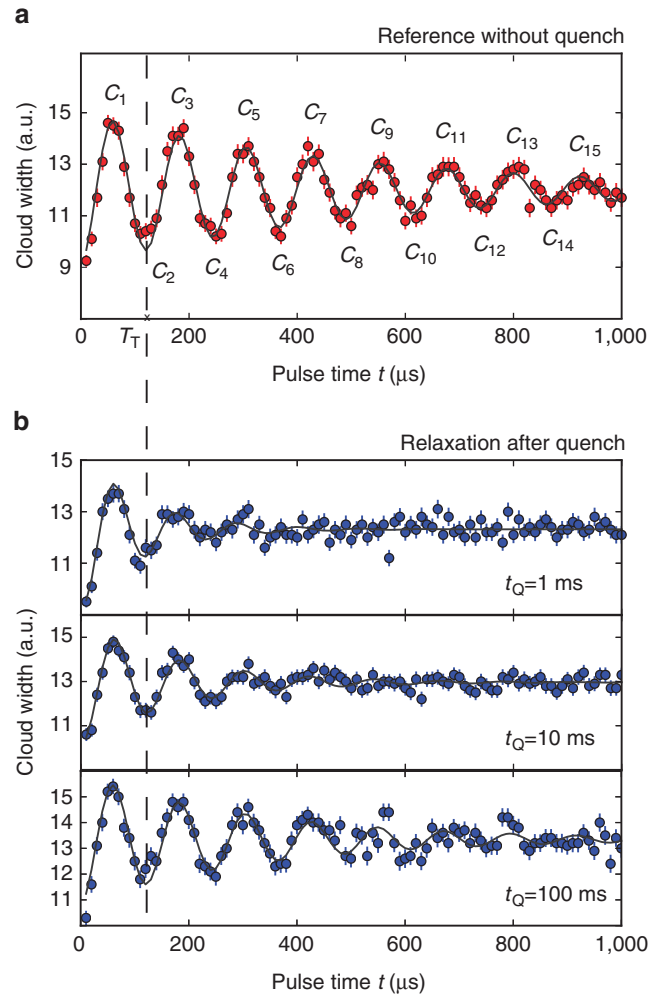 a
Reference without quench
C1 C3 C5 C7 C9 C11 C13 C15
C2 C4 C6 C8 C10 C12 C14
15
13
11
9
Cloud width (a.u.)
0 TT 200 400 600 800 1,000
Pulse time t (μs)
b
Relaxation after quench
15
13
11
tQ=1 ms
15
13
11
tQ=10 ms
15
14
13
12
11
tQ=100 ms
Cloud width (a.u.)
0 200 400 600 800 1,000
Pulse time t (μs)